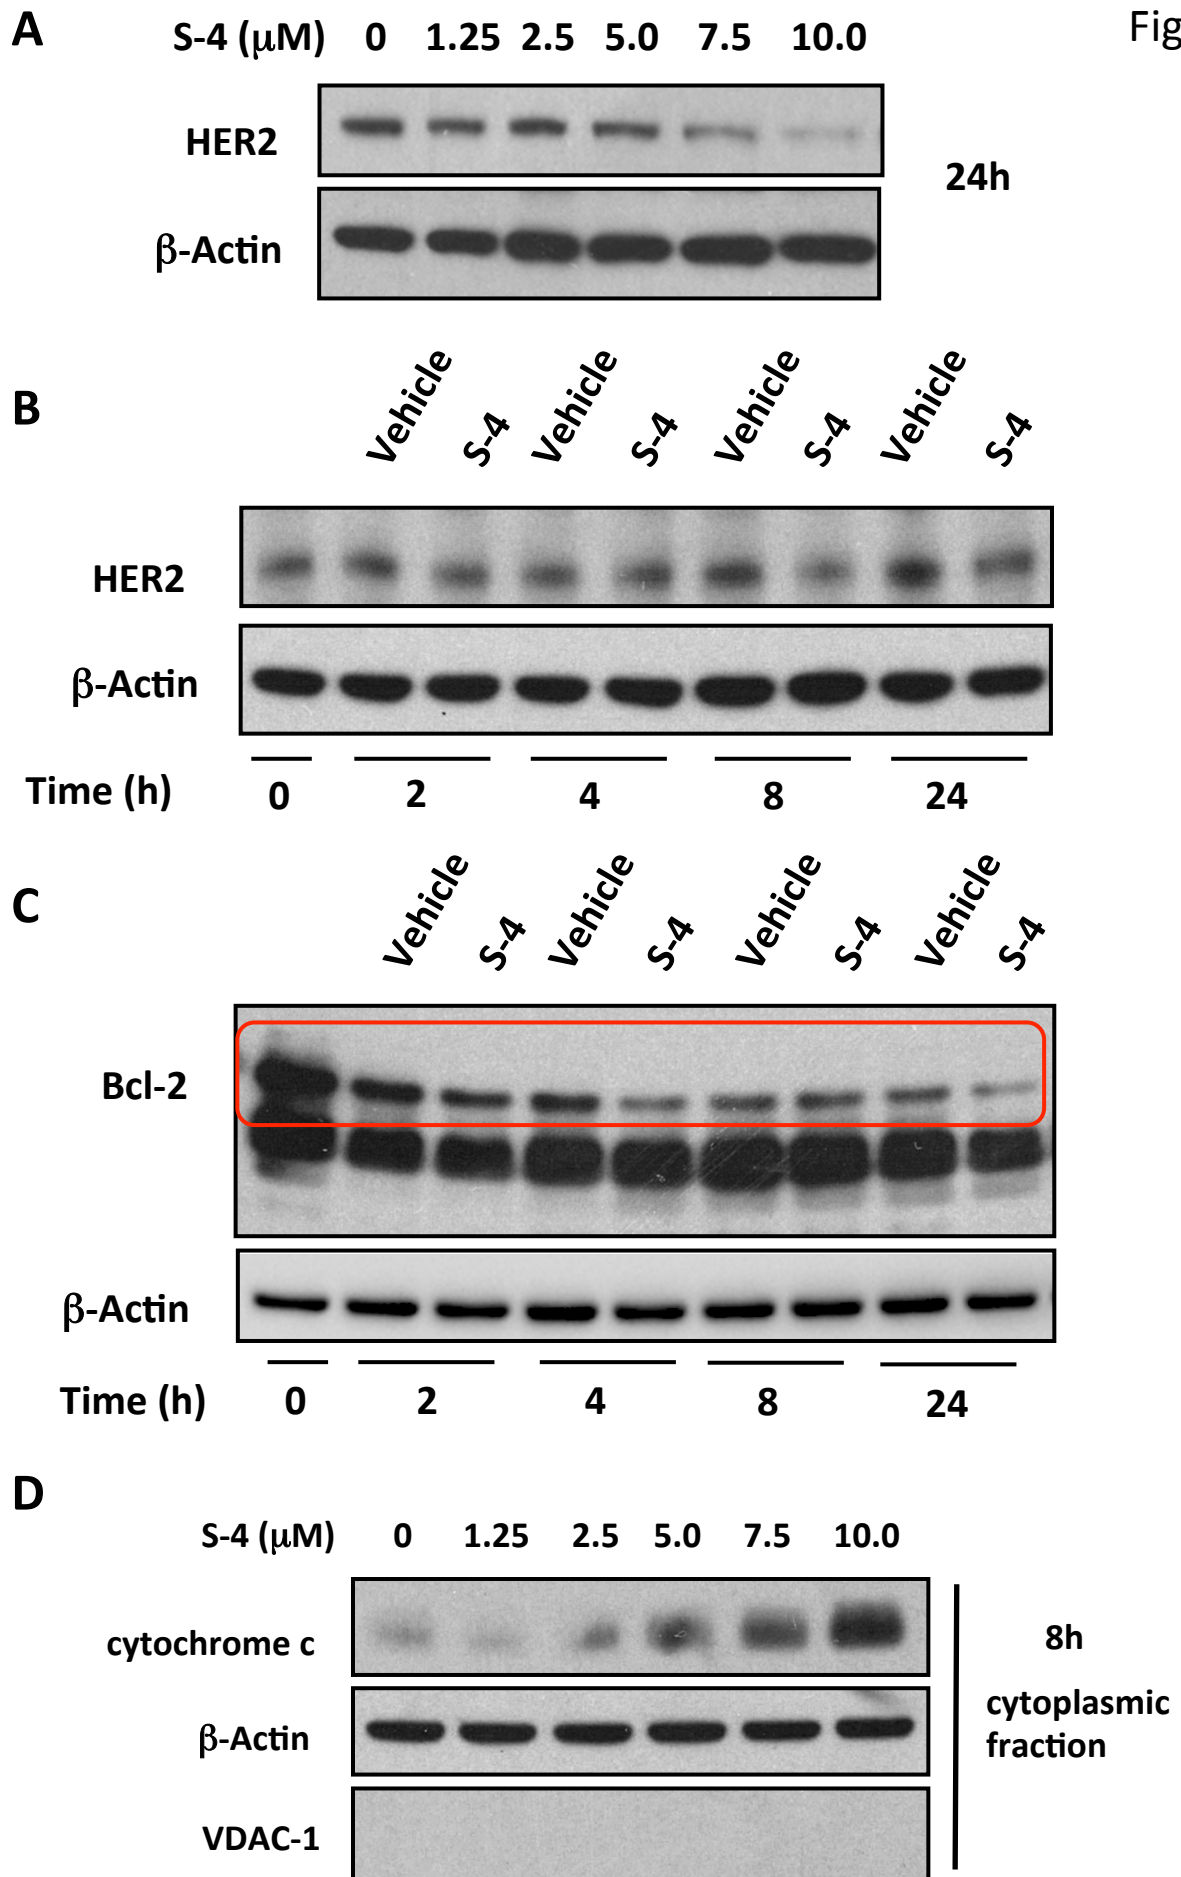 A
S-4 (μM) 0 1.25 2.5 5.0 7.5 10.0
Fig
HER2
24h
β-Actin
B
Vehicle S-4 Vehicle S-4 Vehicle S-4 Vehicle S-4
HER2
β-Actin
Time (h) 0 2 4 8 24
C
Vehicle S-4 Vehicle S-4 Vehicle S-4 Vehicle S-4
Bcl-2
β-Actin
Time (h) 0 2 4 8 24
D
S-4 (μM) 0 1.25 2.5 5.0 7.5 10.0
cytochrome c
8h
cytoplasmic
fraction
β-Actin
VDAC-1